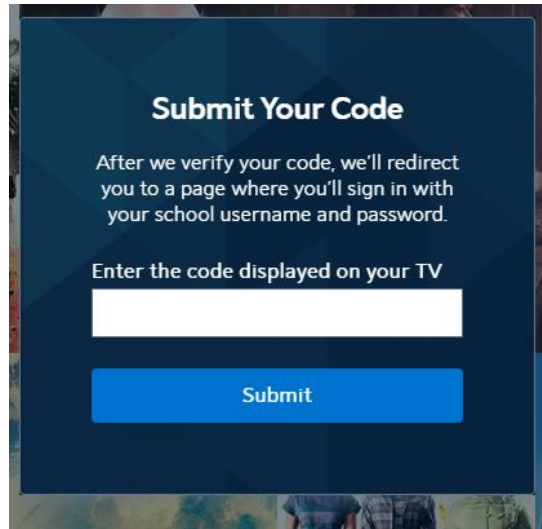 Submit Your Code
After we verify your code, we'll redirect
you to a page where you'll sign in with
your school username and password.
Enter the code displayed on your TV
Submit